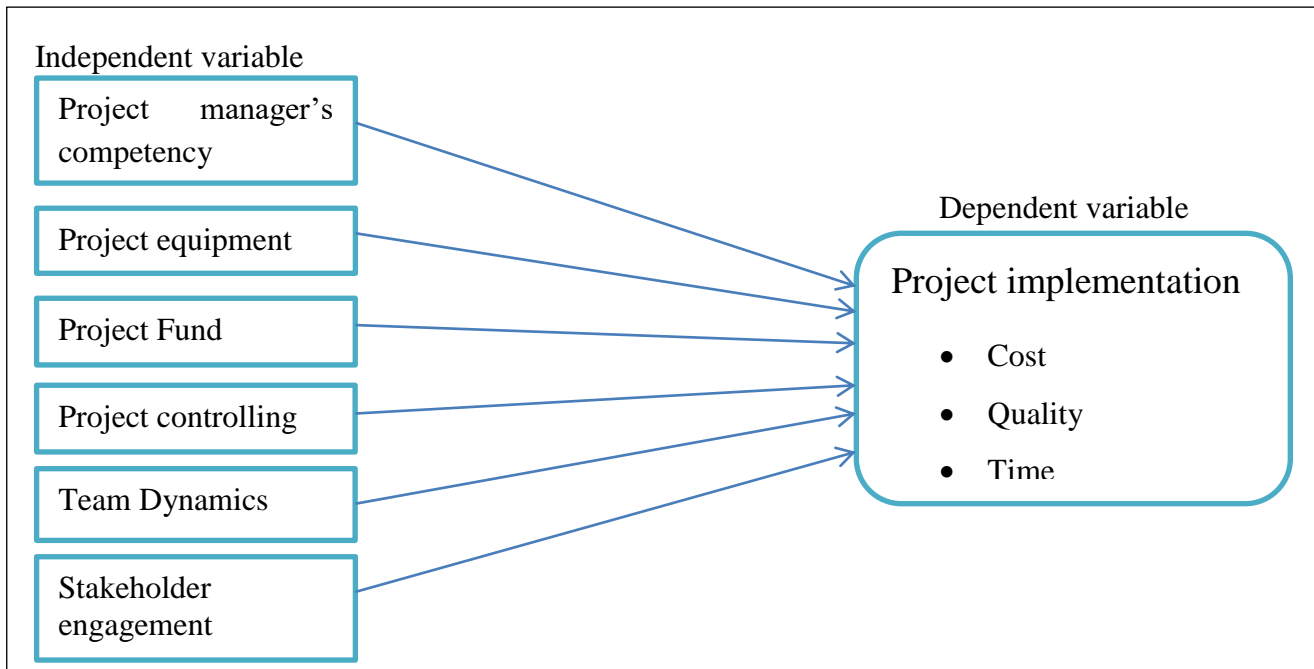 Independent variable
Project manager’s
competency
Project equipment
Project Fund
Project controlling
Team Dynamics
Stakeholder
engagement
Dependent variable
Project implementation
• Cost
• Quality
• Time